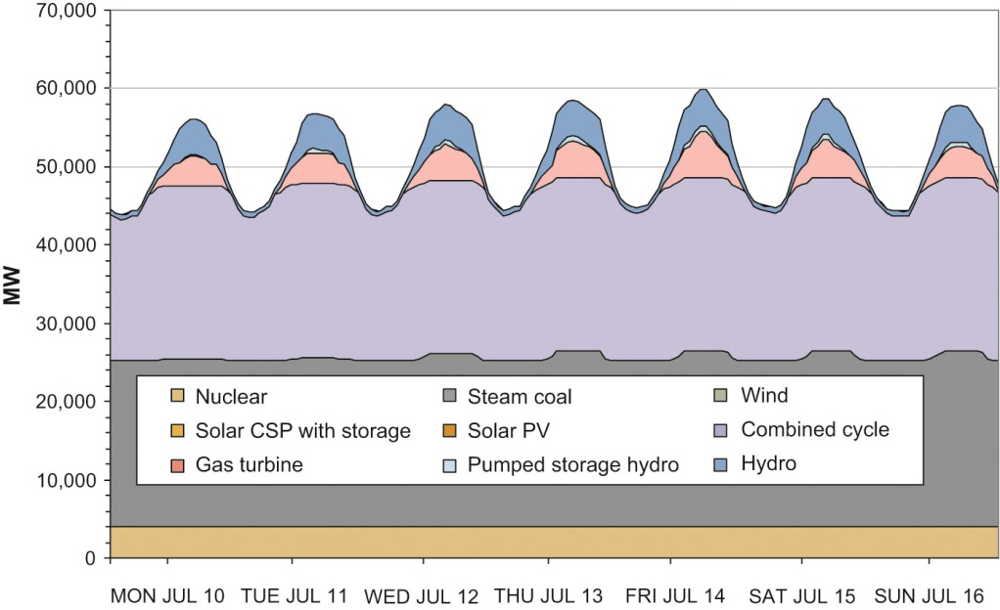 70,000
60,000
50,000
40,000
30,000
20,000
10,000
0
MW
Nuclear
Steam coal
Wind
Solar CSP with storage
Solar PV
Combined cycle
Gas turbine
Pumped storage hydro
Hydro
MON JUL 10 TUE JUL 11 WED JUL 12 THU JUL 13 FRI JUL 14 SAT JUL 15 SUN JUL 16